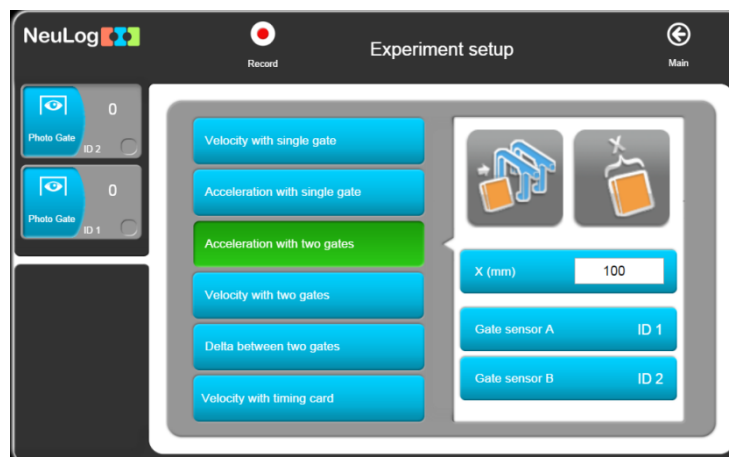 NeuLog
Record
Experiment setup
Main
0
Photo Gate
ID 2
0
Photo Gate
ID 1
Velocity with single gate
Acceleration with single gate
Acceleration with two gates
Velocity with two gates
Delta between two gates
Velocity with timing card
X
X (mm) 100
Gate sensor A ID 1
Gate sensor B ID 2